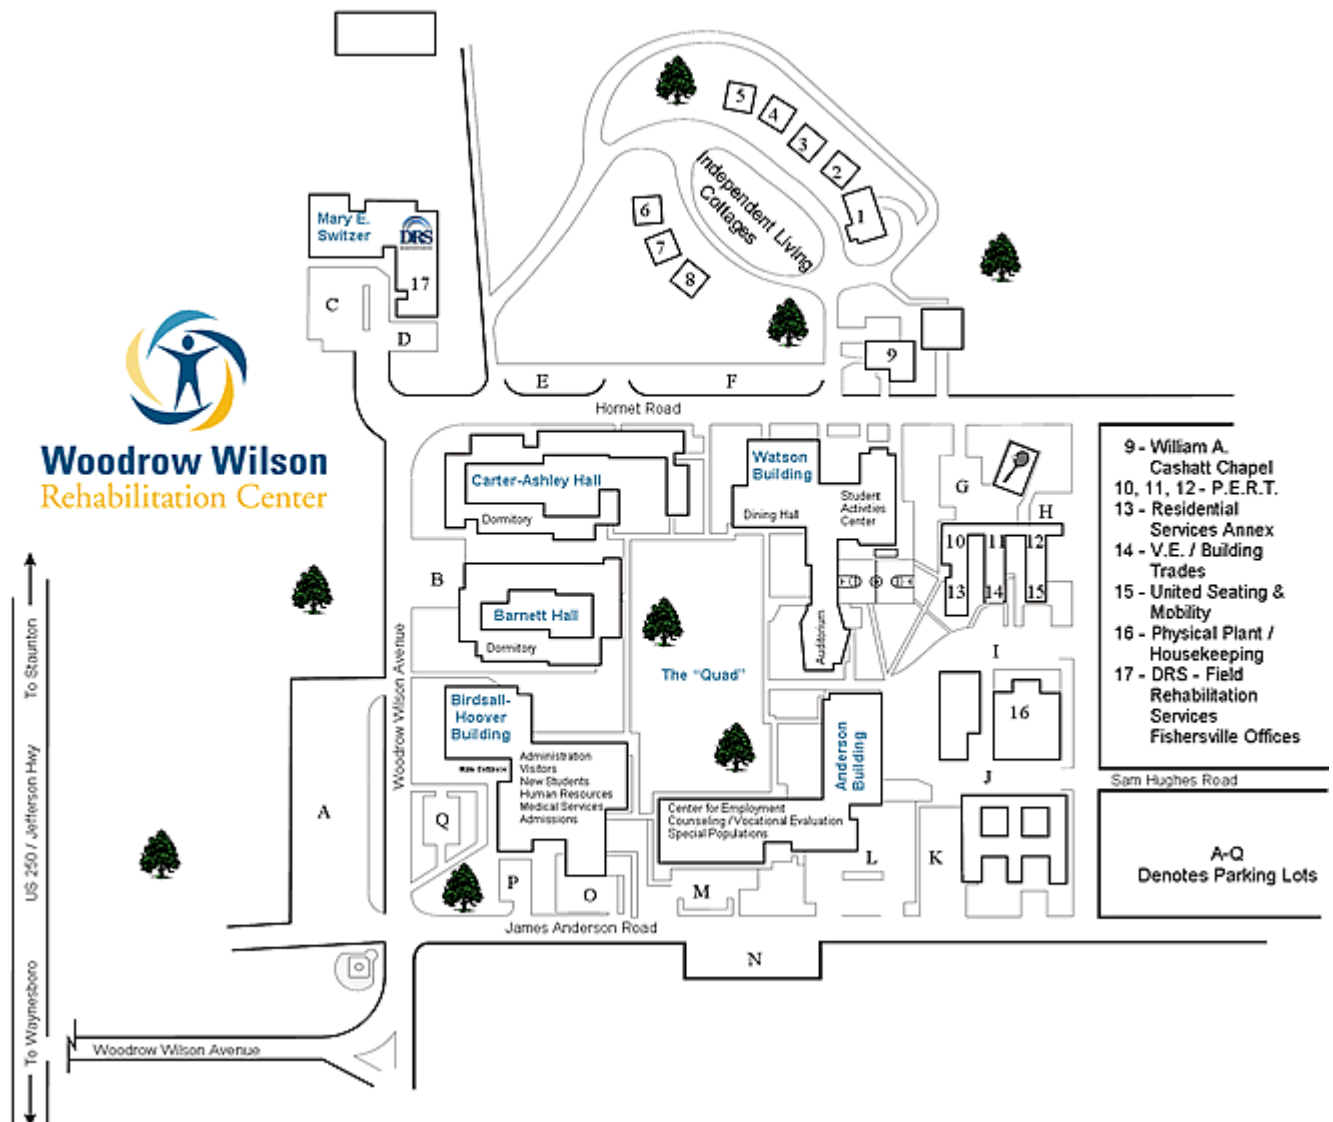 5
4
3
2
1
Independent Living
Cottages
6
7
8
Mary E.
Switzer
DRS
17
C
D
9
E
F
Hornet Road
Woodrow Wilson
Rehabilitation Center
Carter-Ashley Hall
Dormitory
Watson
Building
Dining Hall
Student
Activities
Center
Auditorium
G
H
10
11
12
13
14
15
I
B
Barnett Hall
Dormitory
The "Quad"
Woodrow Wilson Avenue
Birdsall-
Hoover
Building
Main Entrance
Administration
Visitors
New Students
Human Resources
Medical Services
Admissions
Anderson
Building
Center for Employment
Counseling / Vocational Evaluation
Special Populations
16
J
A
Q
P
O
M
L
K
N
James Anderson Road
Woodrow Wilson Avenue
To Staunton
US 250 / Jefferson Hwy
To Waynesboro
9 - William A.
Cashatt Chapel
10, 11, 12 - P.E.R.T.
13 - Residential
Services Annex
14 - V.E. / Building
Trades
15 - United Seating &
Mobility
16 - Physical Plant /
Housekeeping
17 - DRS - Field
Rehabilitation
Services
Fishersville Offices
Sam Hughes Road
A-Q
Denotes Parking Lots